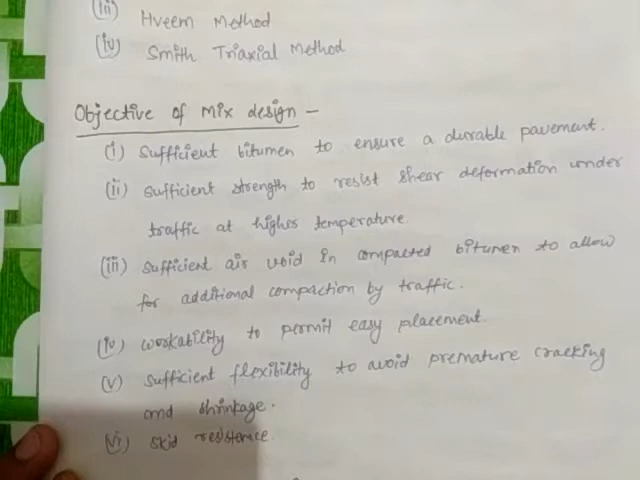 (iii) Hveem Method
(iv) Smith Triaxial Method
Objective of mix design -
(i) Sufficient bitumen to ensure a durable pavement.
(ii) Sufficient strength to resist shear deformation under
traffic at higher temperature
(iii) Sufficient air void in compacted bitumen to allow
for additional compaction by traffic.
(iv) workability to permit easy placement.
(v) Sufficient flexibility to avoid premature cracking
and shrinkage.
(vi) Skid resistence